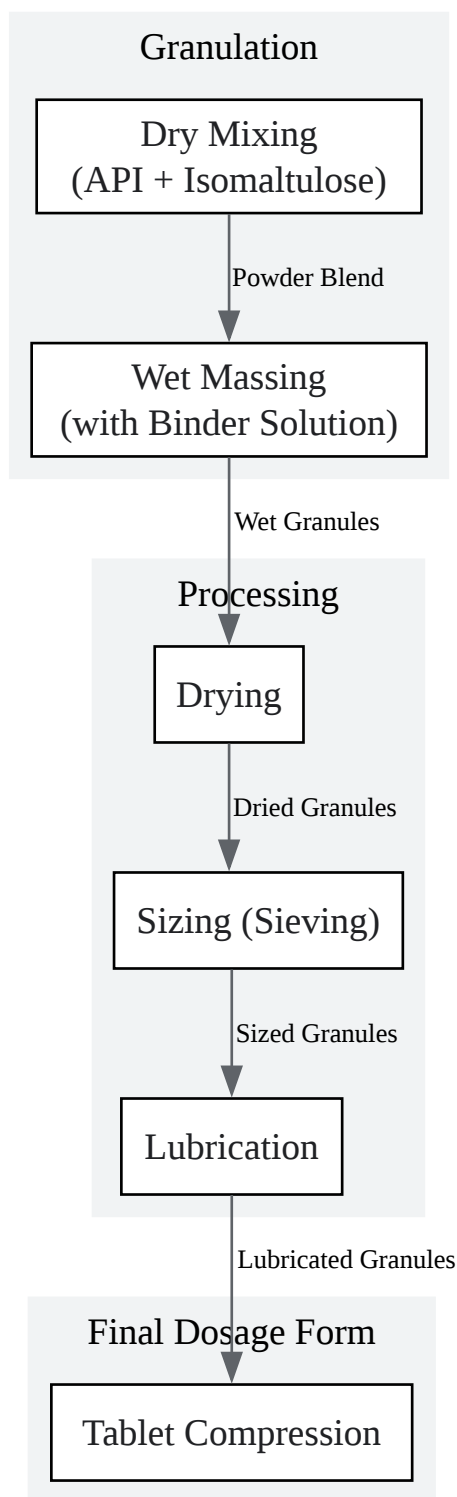 Granulation
Dry Mixing
(API + Isomaltulose)
Powder Blend
Wet Massing
(with Binder Solution)
Wet Granules
Processing
Drying
Dried Granules
Sizing (Sieving)
Sized Granules
Lubrication
Lubricated Granules
Final Dosage Form
Tablet Compression